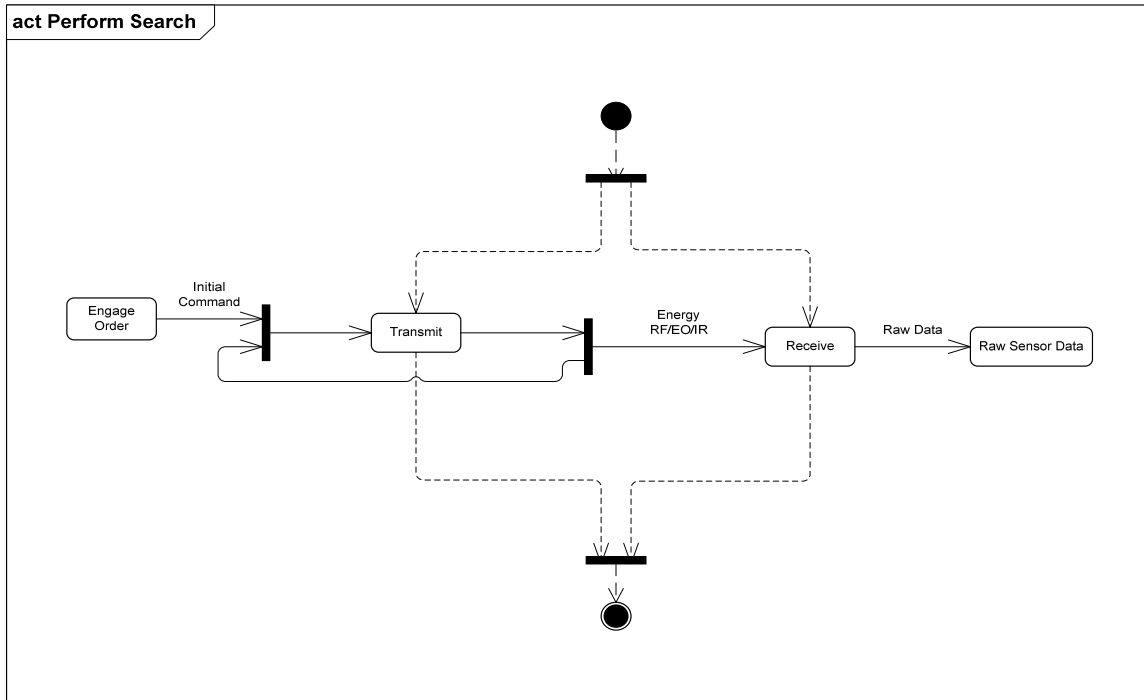 act Perform Search
Initial
Command
Engage
Order
Transmit
Energy
RF/EO/IR
Receive
Raw Data
Raw Sensor Data